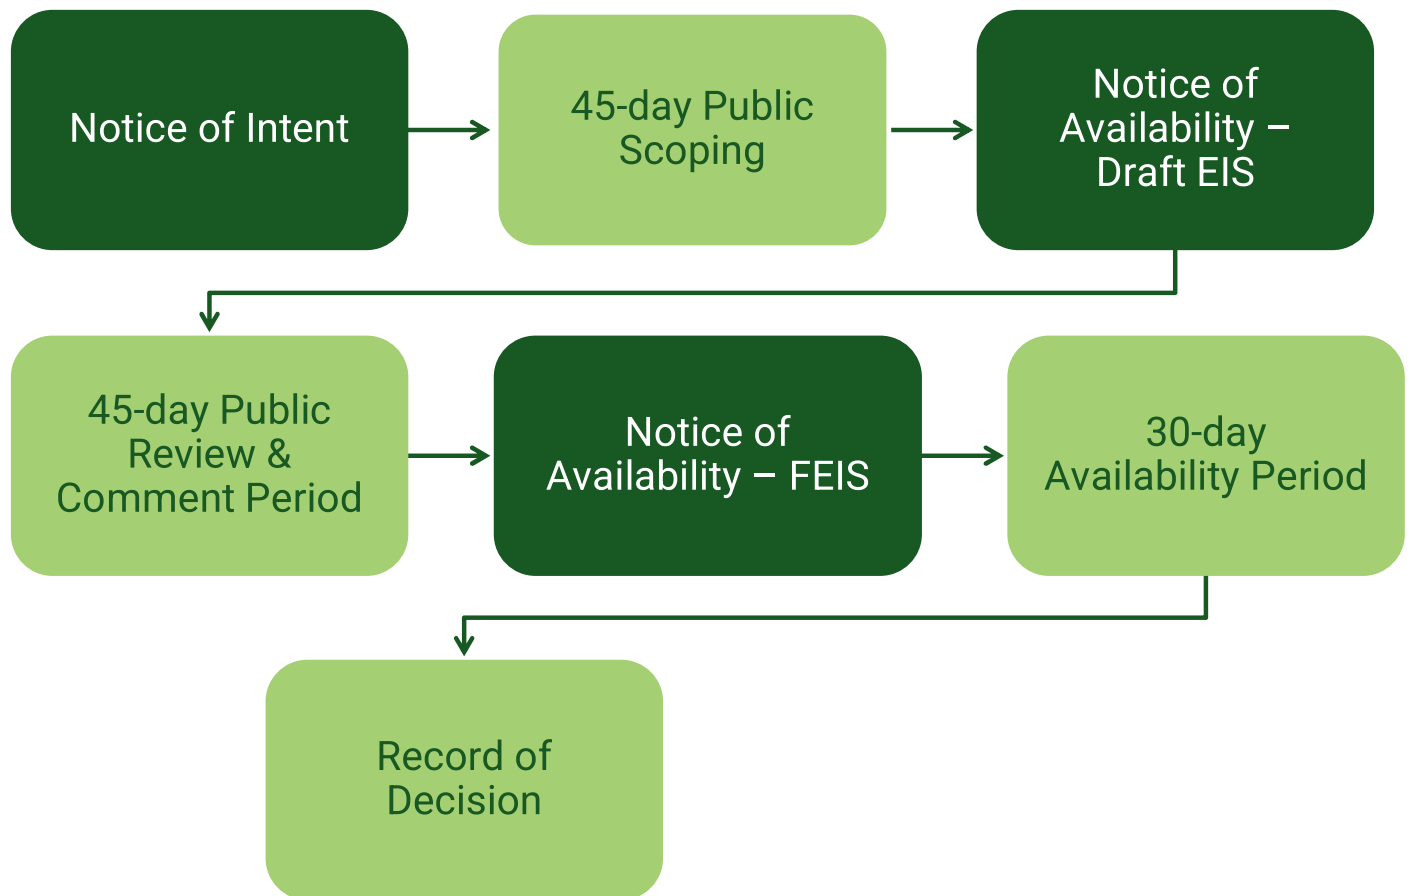 Notice of Intent
45-day Public
Scoping
Notice of
Availability –
Draft EIS
45-day Public
Review &
Comment Period
Notice of
Availability – FEIS
30-day
Availability Period
Record of
Decision